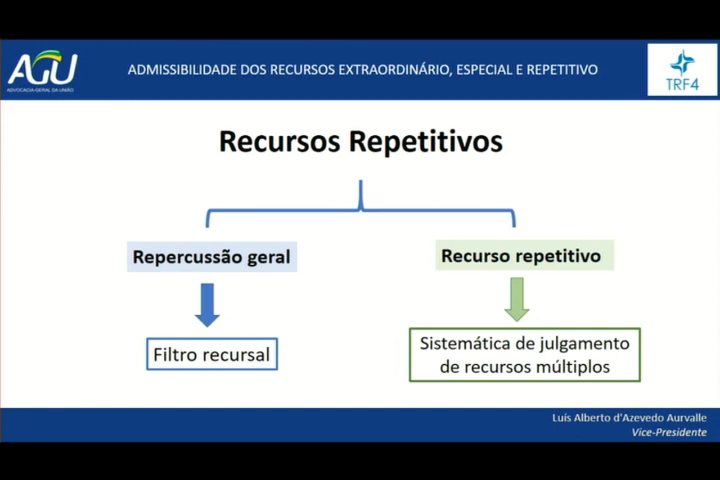 AGU
ADVOCACIA-GERAL DA UNIÃO
ADMISSIBILIDADE DOS RECURSOS EXTRAORDINÁRIO, ESPECIAL E REPETITIVO
TRF4
Recursos Repetitivos
Repercussão geral
Recurso repetitivo
Filtro recursal
Sistemática de julgamento
de recursos múltiplos
Luís Alberto d'Azevedo Aurvalle
Vice-Presidente